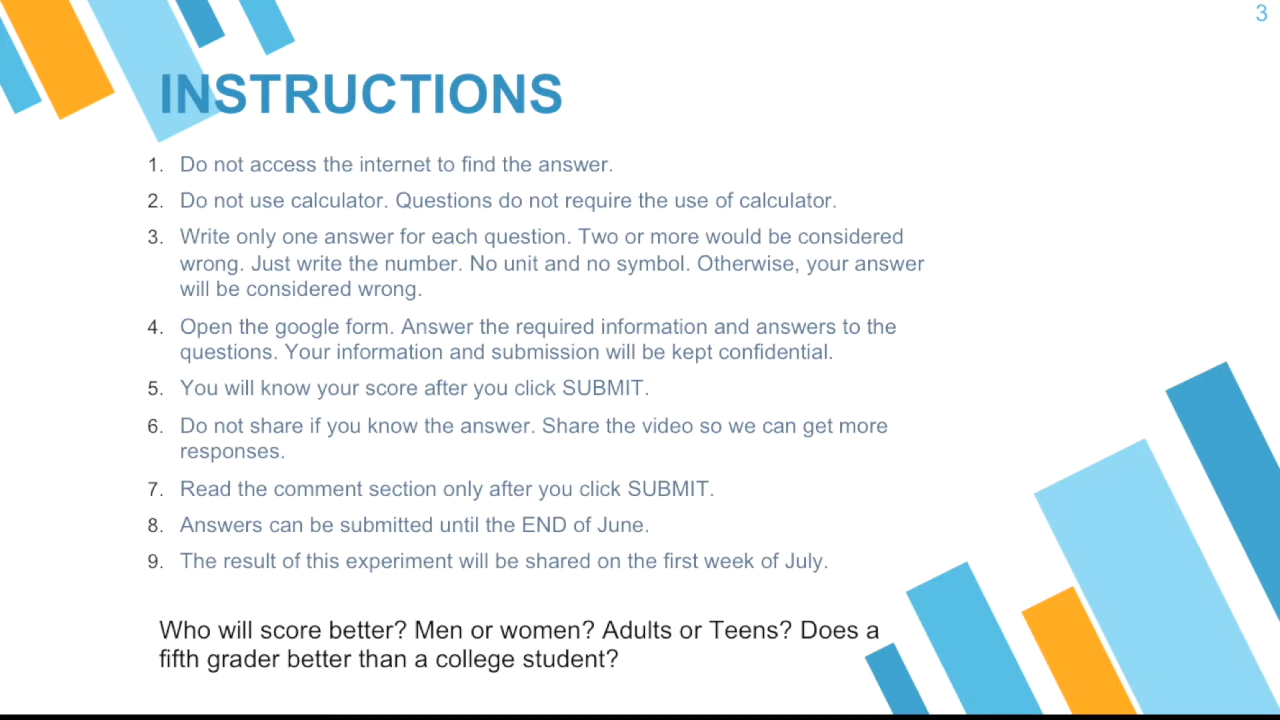 3
INSTRUCTIONS
1. Do not access the internet to find the answer.
2. Do not use calculator. Questions do not require the use of calculator.
3. Write only one answer for each question. Two or more would be considered
wrong. Just write the number. No unit and no symbol. Otherwise, your answer
will be considered wrong.
4. Open the google form. Answer the required information and answers to the
questions. Your information and submission will be kept confidential.
5. You will know your score after you click SUBMIT.
6. Do not share if you know the answer. Share the video so we can get more
responses.
7. Read the comment section only after you click SUBMIT.
8. Answers can be submitted until the END of June.
9. The result of this experiment will be shared on the first week of July.
Who will score better? Men or women? Adults or Teens? Does a
fifth grader better than a college student?